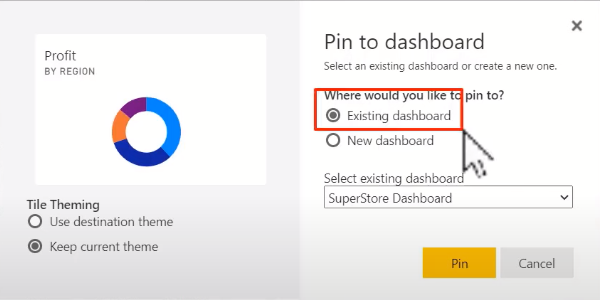 Profit
BY REGION
Tile Theming
Use destination theme
Keep current theme
Pin to dashboard
Select an existing dashboard or create a new one.
Where would you like to pin to?
Existing dashboard
New dashboard
Select existing dashboard
SuperStore Dashboard
Pin
Cancel